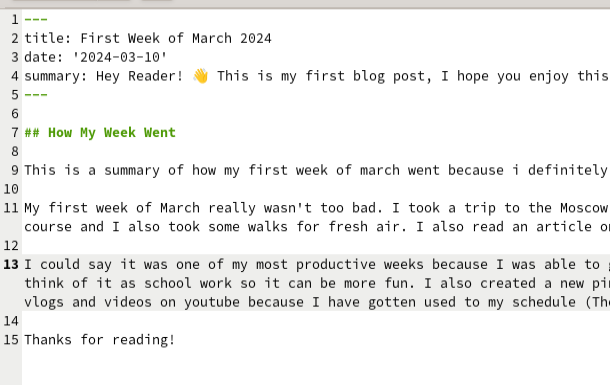 1 ---
2 title: First Week of March 2024
3 date: '2024-03-10'
4 summary: Hey Reader! 👋 This is my first blog post, I hope you enjoy this
5 ---
6
7 ## How My Week Went
8
9 This is a summary of how my first week of march went because i definitely
10
11 My first week of March really wasn't too bad. I took a trip to the Moscow
course and I also took some walks for fresh air. I also read an article
12
13 I could say it was one of my most productive weeks because I was able to
think of it as school work so it can be more fun. I also created a new
vlogs and videos on youtube because I have gotten used to my schedule
14
15 Thanks for reading!